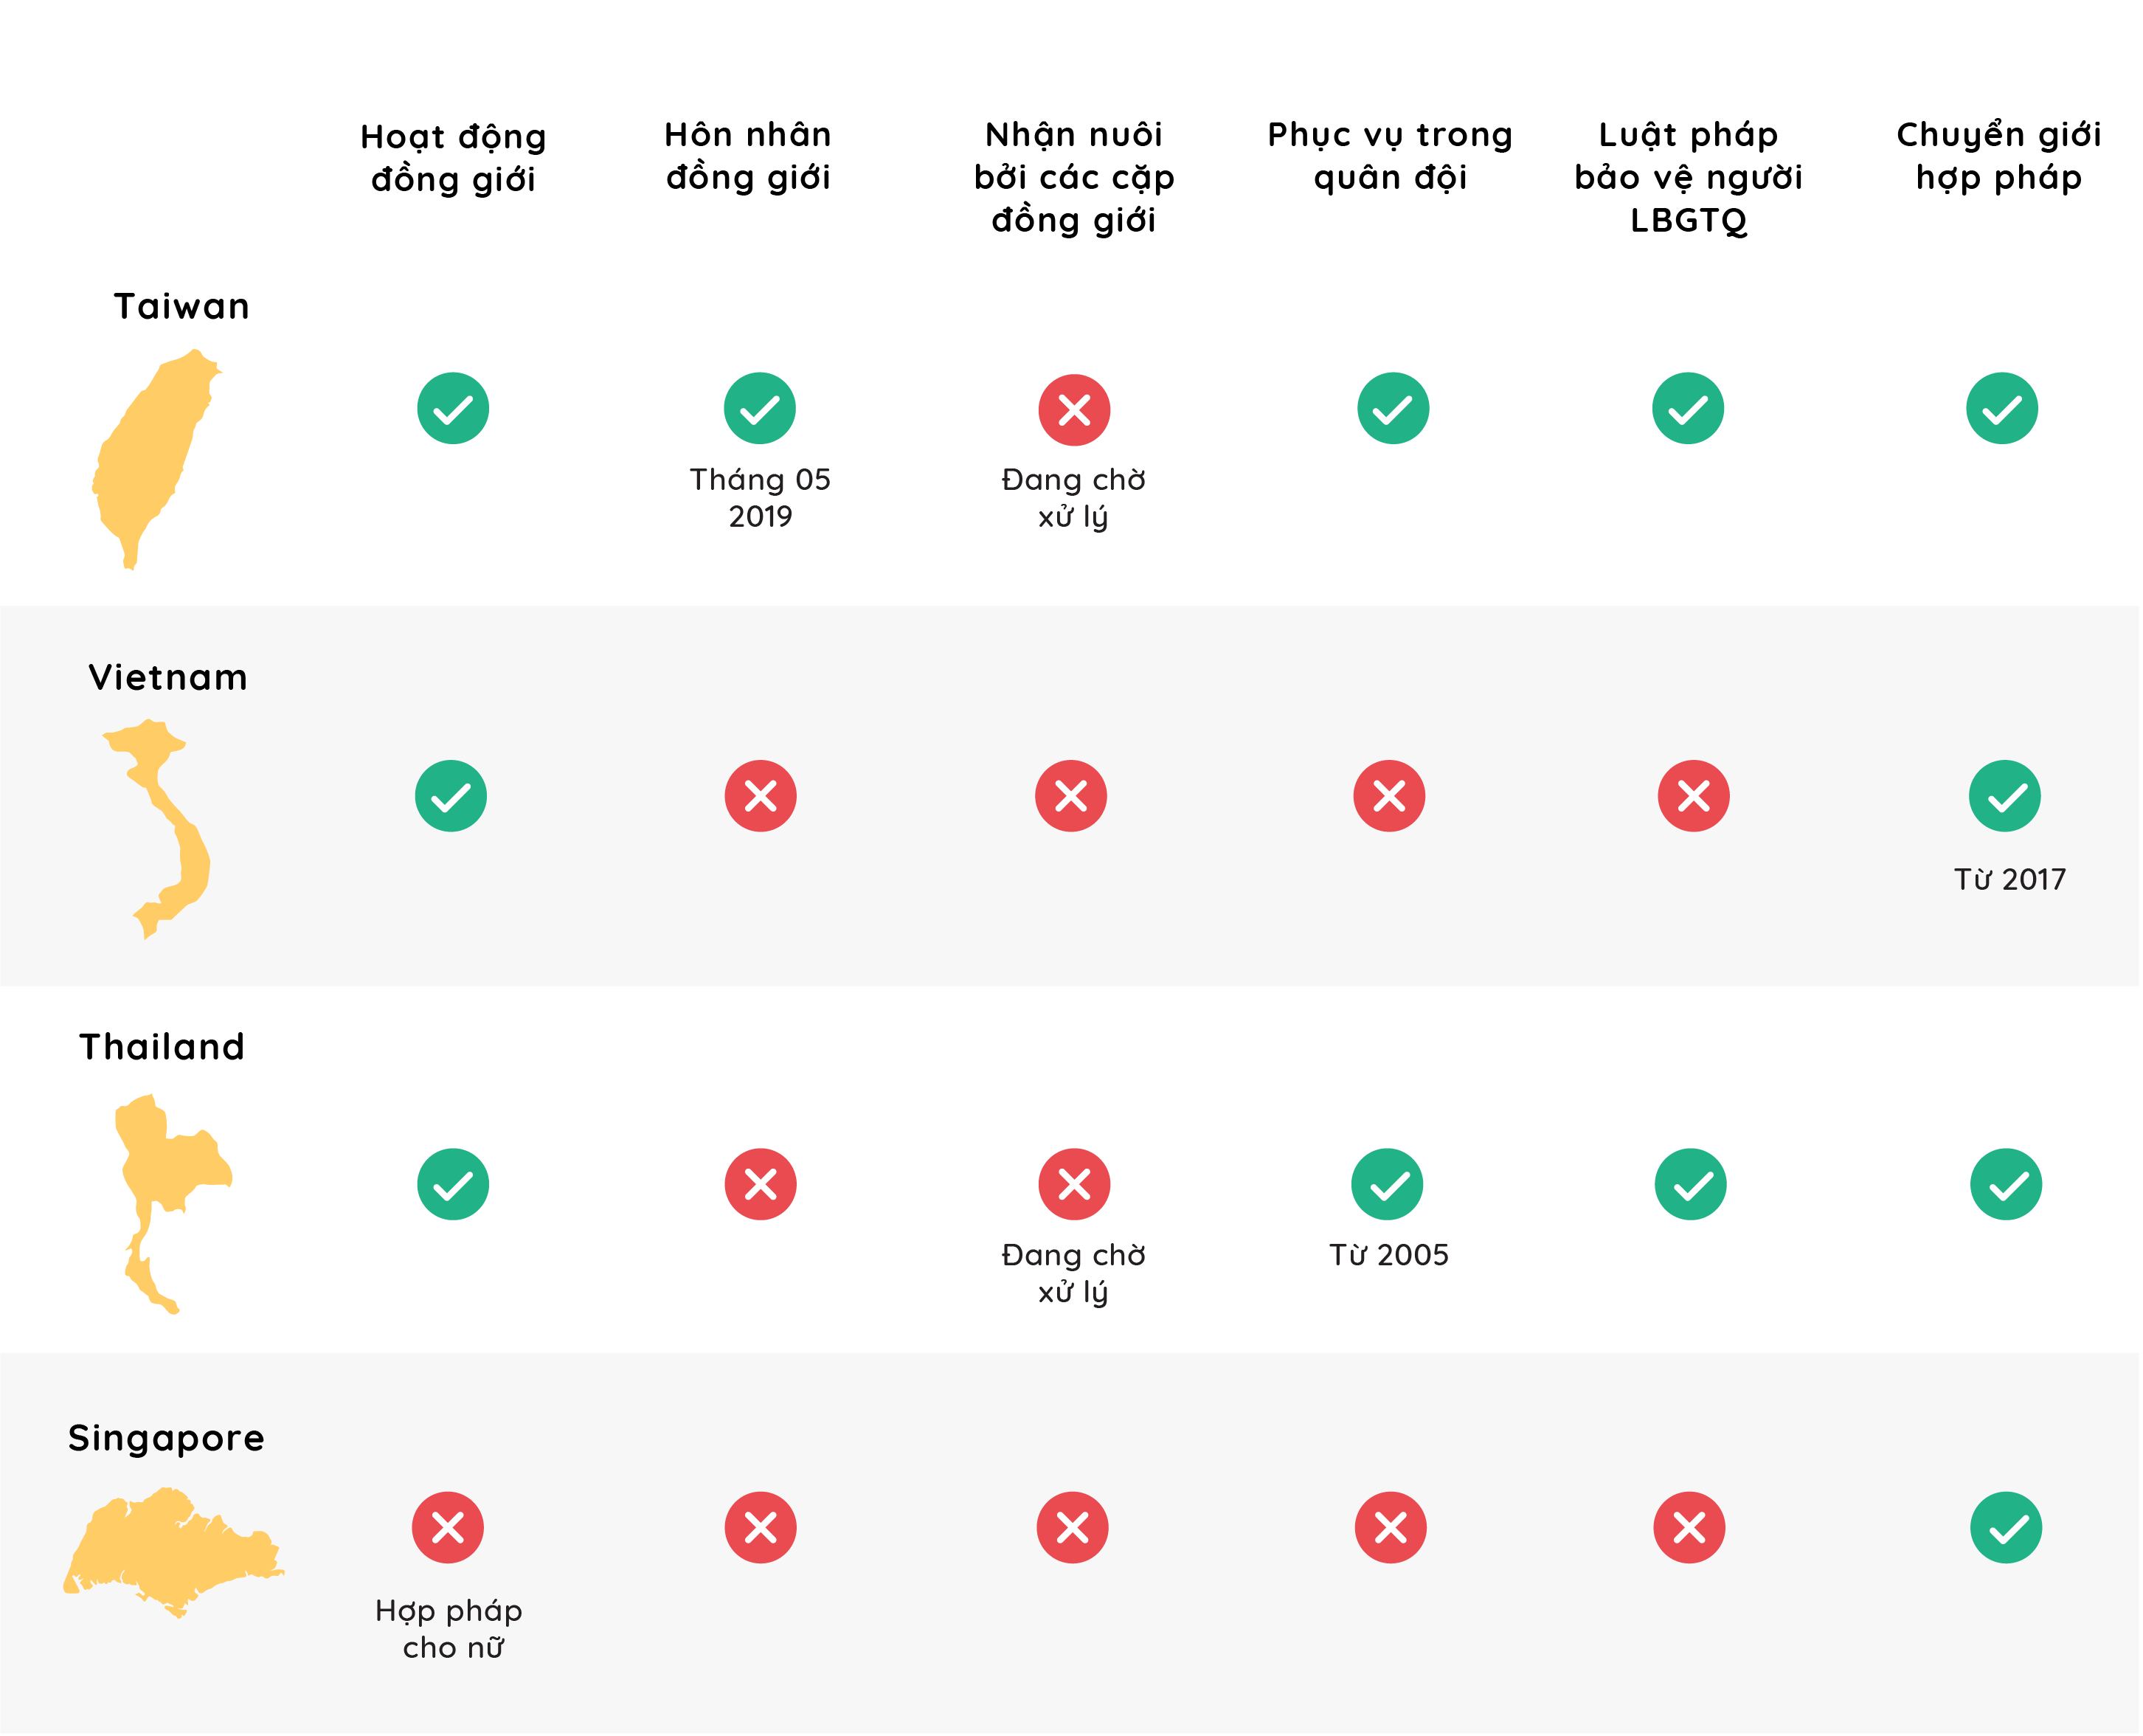 Hoạt động
đồng giới
Hôn nhân
đồng giới
Nhận nuôi
bởi các cặp
đồng giới
Phục vụ trong
quân đội
Luật pháp
bảo vệ người
LBGTQ
Chuyển giới
hợp pháp
Taiwan
Tháng 05
2019
Đang chờ
xử lý
Vietnam
Từ 2017
Thailand
Đang chờ
xử lý
Từ 2005
Singapore
Hợp pháp
cho nữ